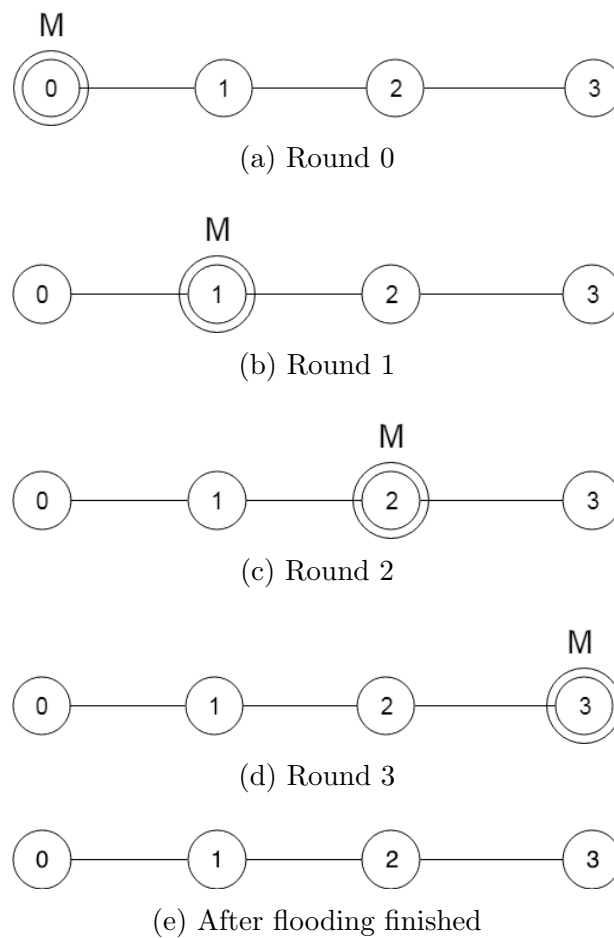 M
0 1 2 3
(a) Round 0
M
0 1 2 3
(b) Round 1
M
0 1 2 3
(c) Round 2
M
0 1 2 3
(d) Round 3
0 1 2 3
(e) After flooding finished